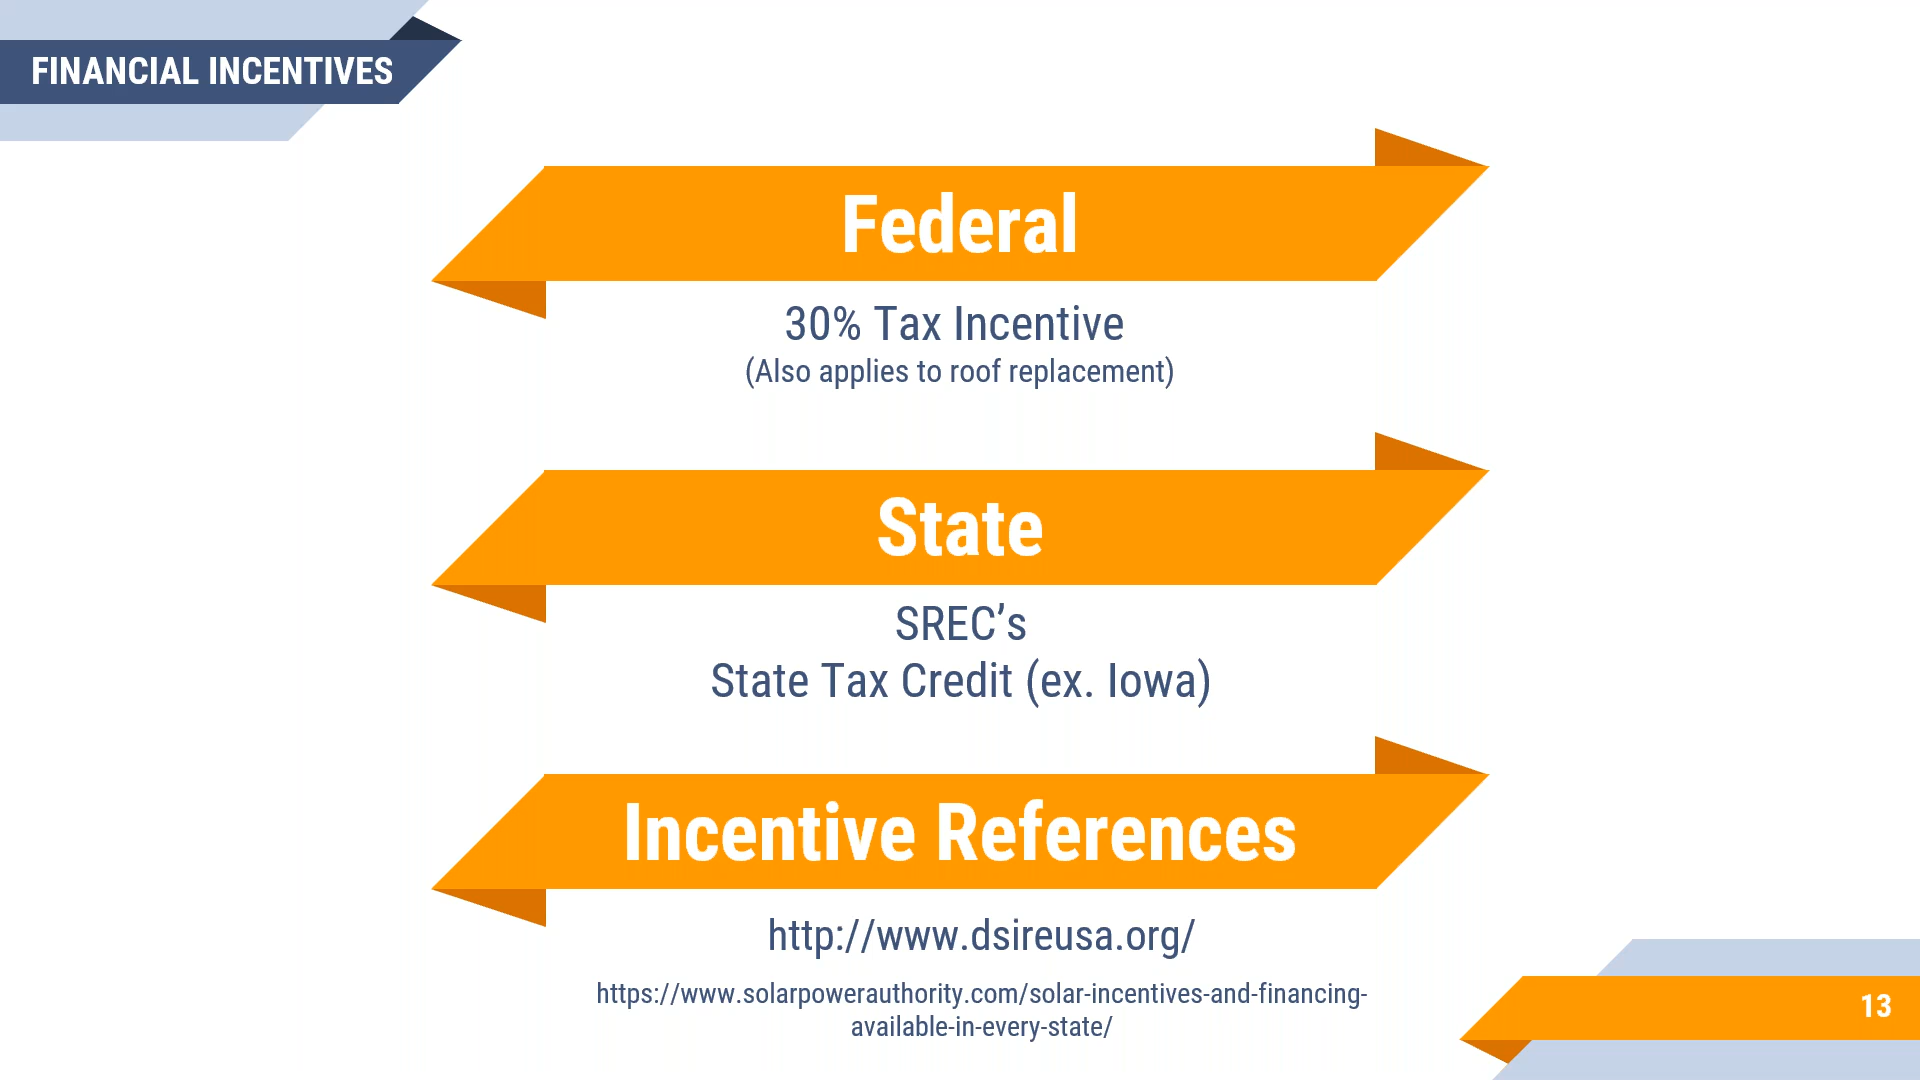 FINANCIAL INCENTIVES
Federal
30% Tax Incentive
(Also applies to roof replacement)
State
SREC’s
State Tax Credit (ex. Iowa)
Incentive References
http://www.dsireusa.org/
https://www.solarpowerauthority.com/solar-incentives-and-financing-
available-in-every-state/
13